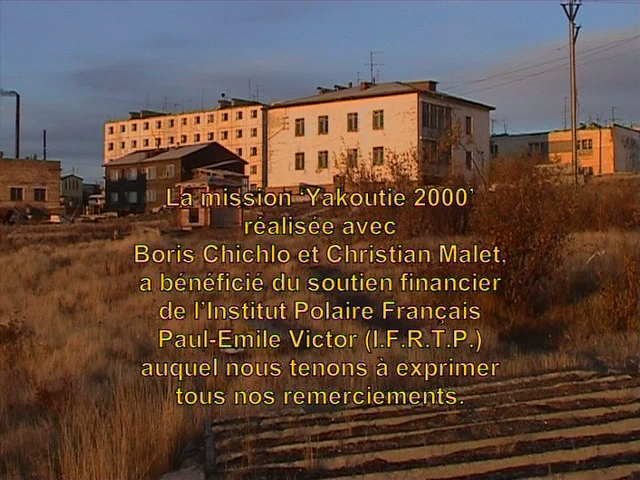 La mission ‘Yakoutie 2000’
réalisée avec
Boris Chichlo et Christian Malet,
a bénéficié du soutien financier
de l’Institut Polaire Français
Paul-Emile Victor (I.F.R.T.P.)
auquel nous tenons à exprimer
tous nos remerciements.